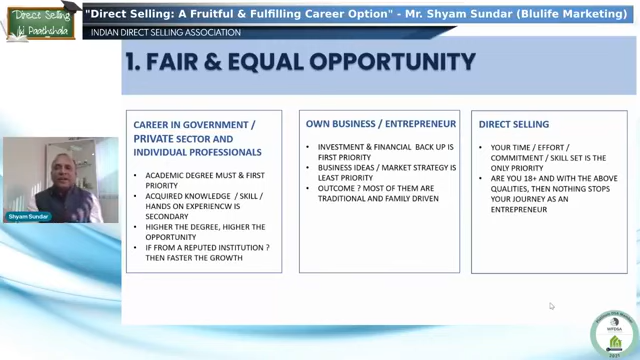 Direct Selling
Ki Paathshala
"Direct Selling: A Fruitful & Fulfilling Career Option" - Mr. Shyam Sundar (Blulife Marketing)
INDIAN DIRECT SELLING ASSOCIATION
1. FAIR & EQUAL OPPORTUNITY
CAREER IN GOVERNMENT /
PRIVATE SECTOR AND
INDIVIDUAL PROFESSIONALS
• ACADEMIC DEGREE MUST & FIRST
PRIORITY
• ACQUIRED KNOWLEDGE / SKILL /
HANDS ON EXPERIENCW IS
SECONDARY
• HIGHER THE DEGREE, HIGHER THE
OPPORTUNITY
• IF FROM A REPUTED INSTITUTION ?
THEN FASTER THE GROWTH
OWN BUSINESS / ENTREPRENEUR
• INVESTMENT & FINANCIAL BACK UP IS
FIRST PRIORITY
• BUSINESS IDEAS / MARKET STRATEGY IS
LEAST PRIORITY
• OUTCOME ? MOST OF THEM ARE
TRADITIONAL AND FAMILY DRIVEN
DIRECT SELLING
• YOUR TIME / EFFORT /
COMMITMENT / SKILL SET IS THE
ONLY PRIORITY
• ARE YOU 18+ AND WITH THE ABOVE
QUALITIES, THEN NOTHING STOPS
YOUR JOURNEY AS AN
ENTREPRENEUR
Shyam Sundar
WFDSA